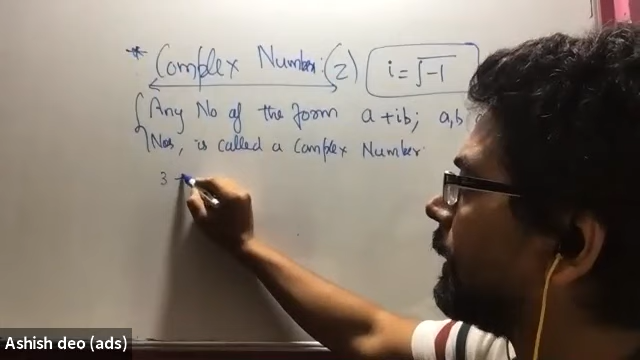 * Complex Number: (z) i = √-1
Any No of the form a + ib; a,b
Nos, is called a Complex Number.
3 -
Ashish deo (ads)